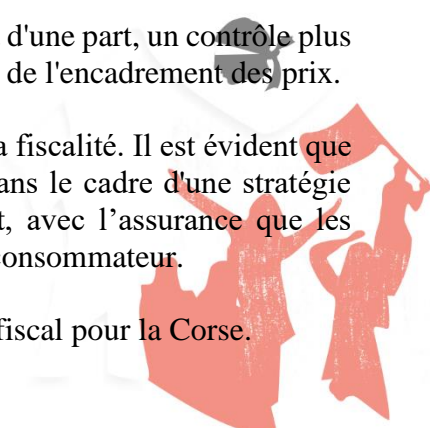 d'une part, un contrôle plus
de l'encadrement des prix.
a fiscalité. Il est évident que
ans le cadre d'une stratégie
t, avec l’assurance que les
consommateur.
fiscal pour la Corse.